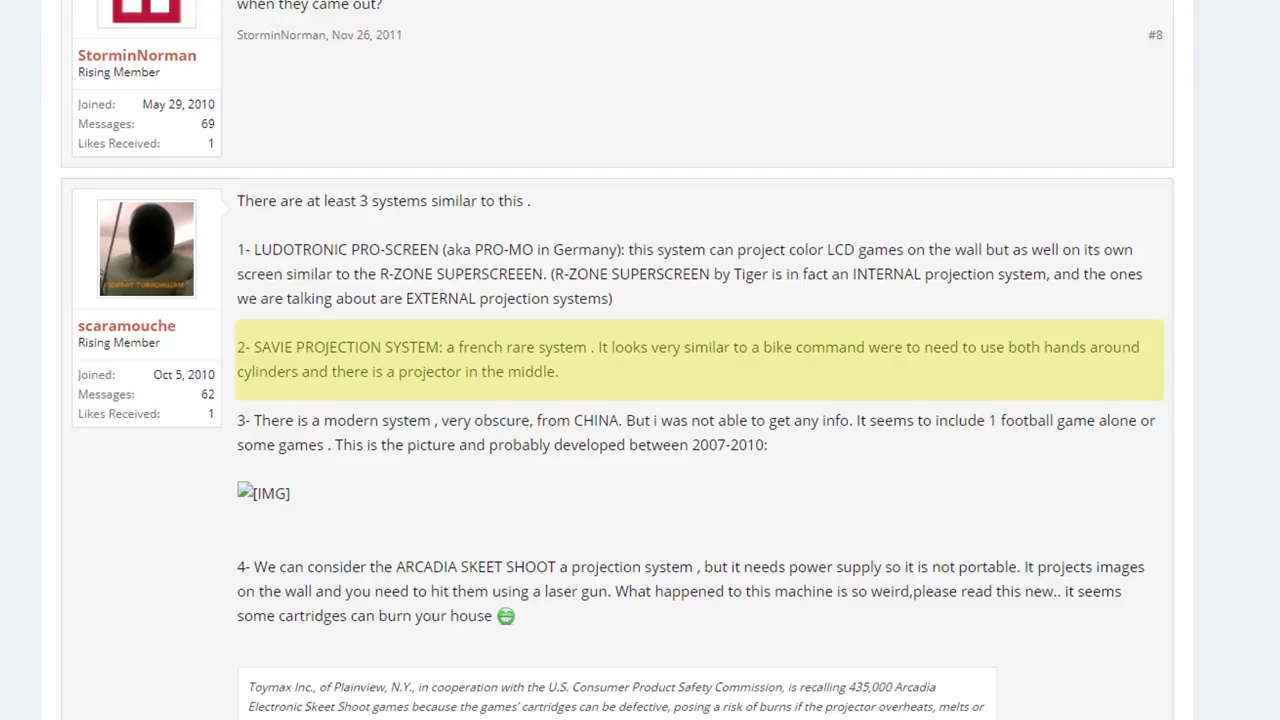 when they came out?
StorminNorman, Nov 26, 2011 #8
StorminNorman
Rising Member
Joined: May 29, 2010
Messages: 69
Likes Received: 1
There are at least 3 systems similar to this .
1- LUDOTRONIC PRO-SCREEN (aka PRO-MO in Germany): this system can project color LCD games on the wall but as well on its own
screen similar to the R-ZONE SUPERSCREEEN. (R-ZONE SUPERSCREEN by Tiger is in fact an INTERNAL projection system, and the ones
we are talking about are EXTERNAL projection systems)
scaramouche
Rising Member
Joined: Oct 5, 2010
Messages: 62
Likes Received: 1
2- SAVIE PROJECTION SYSTEM: a french rare system . It looks very similar to a bike command were to need to use both hands around
cylinders and there is a projector in the middle.
3- There is a modern system , very obscure, from CHINA. But i was not able to get any info. It seems to include 1 football game alone or
some games . This is the picture and probably developed between 2007-2010:
[IMG]
4- We can consider the ARCADIA SKEET SHOOT a projection system , but it needs power supply so it is not portable. It projects images
on the wall and you need to hit them using a laser gun. What happened to this machine is so weird,please read this new.. it seems
some cartridges can burn your house
Toymax Inc., of Plainview, N.Y., in cooperation with the U.S. Consumer Product Safety Commission, is recalling 435,000 Arcadia
Electronic Skeet Shoot games because the games' cartridges can be defective, posing a risk of burns if the projector overheats, melts or